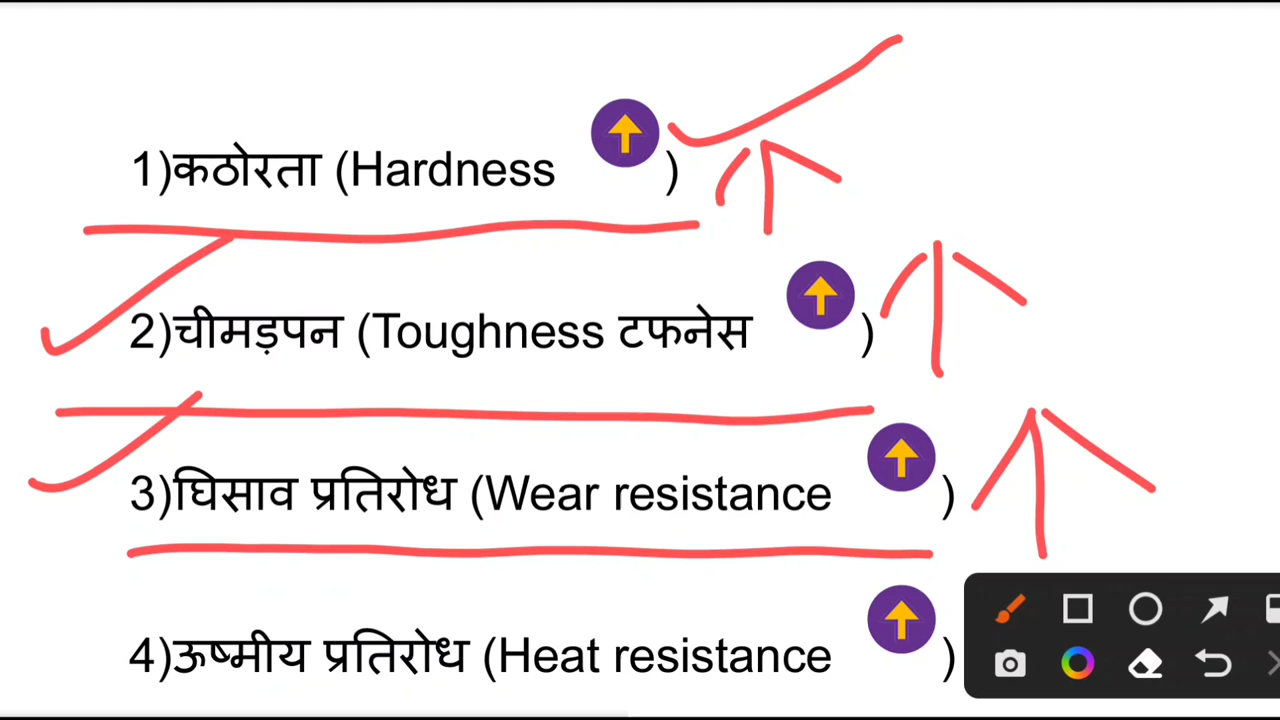 1)कठोरता (Hardness )
2)चीमड़पन (Toughness टफनेस )
3)घिसाव प्रतिरोध (Wear resistance )
4)ऊष्मीय प्रतिरोध (Heat resistance )